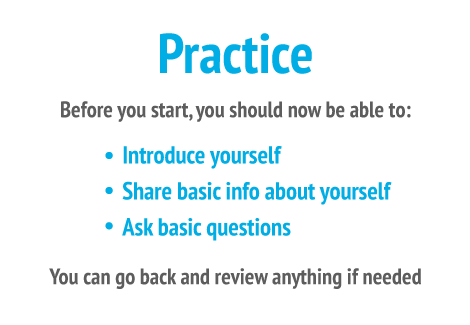 Practice
Before you start, you should now be able to:
• Introduce yourself
• Share basic info about yourself
• Ask basic questions
You can go back and review anything if needed